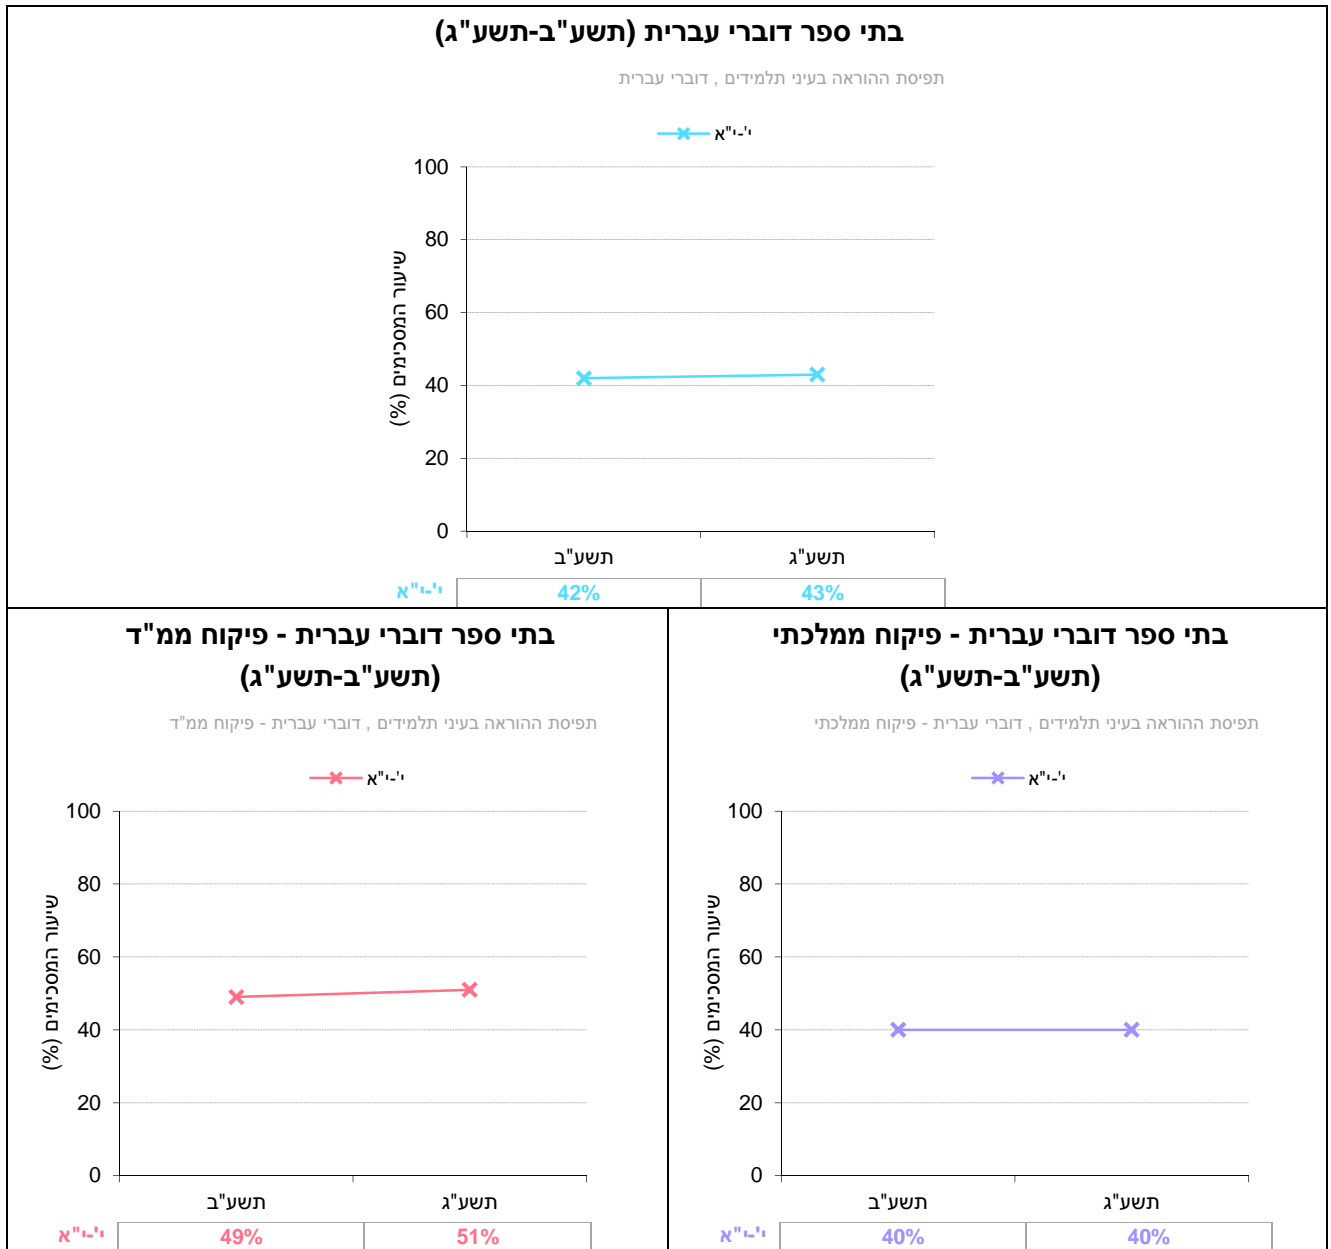 בתי ספר דוברי עברית (תשע"ב-תשע"ג)
תפיסת ההוראה בעיני תלמידים , דוברי עברית
י'-י"א
שיעור המסכימים (%)
100
80
60
40
20
0
תשע"ב תשע"ג
י'-י"א 42% 43%
בתי ספר דוברי עברית - פיקוח ממלכתי
(תשע"ב-תשע"ג)
תפיסת ההוראה בעיני תלמידים , דוברי עברית - פיקוח ממלכתי
י'-י"א
שיעור המסכימים (%)
100
80
60
40
20
0
תשע"ב תשע"ג
י'-י"א 40% 40%
בתי ספר דוברי עברית - פיקוח ממ"ד
(תשע"ב-תשע"ג)
תפיסת ההוראה בעיני תלמידים , דוברי עברית - פיקוח ממ"ד
י'-י"א
שיעור המסכימים (%)
100
80
60
40
20
0
תשע"ב תשע"ג
י'-י"א 49% 51%